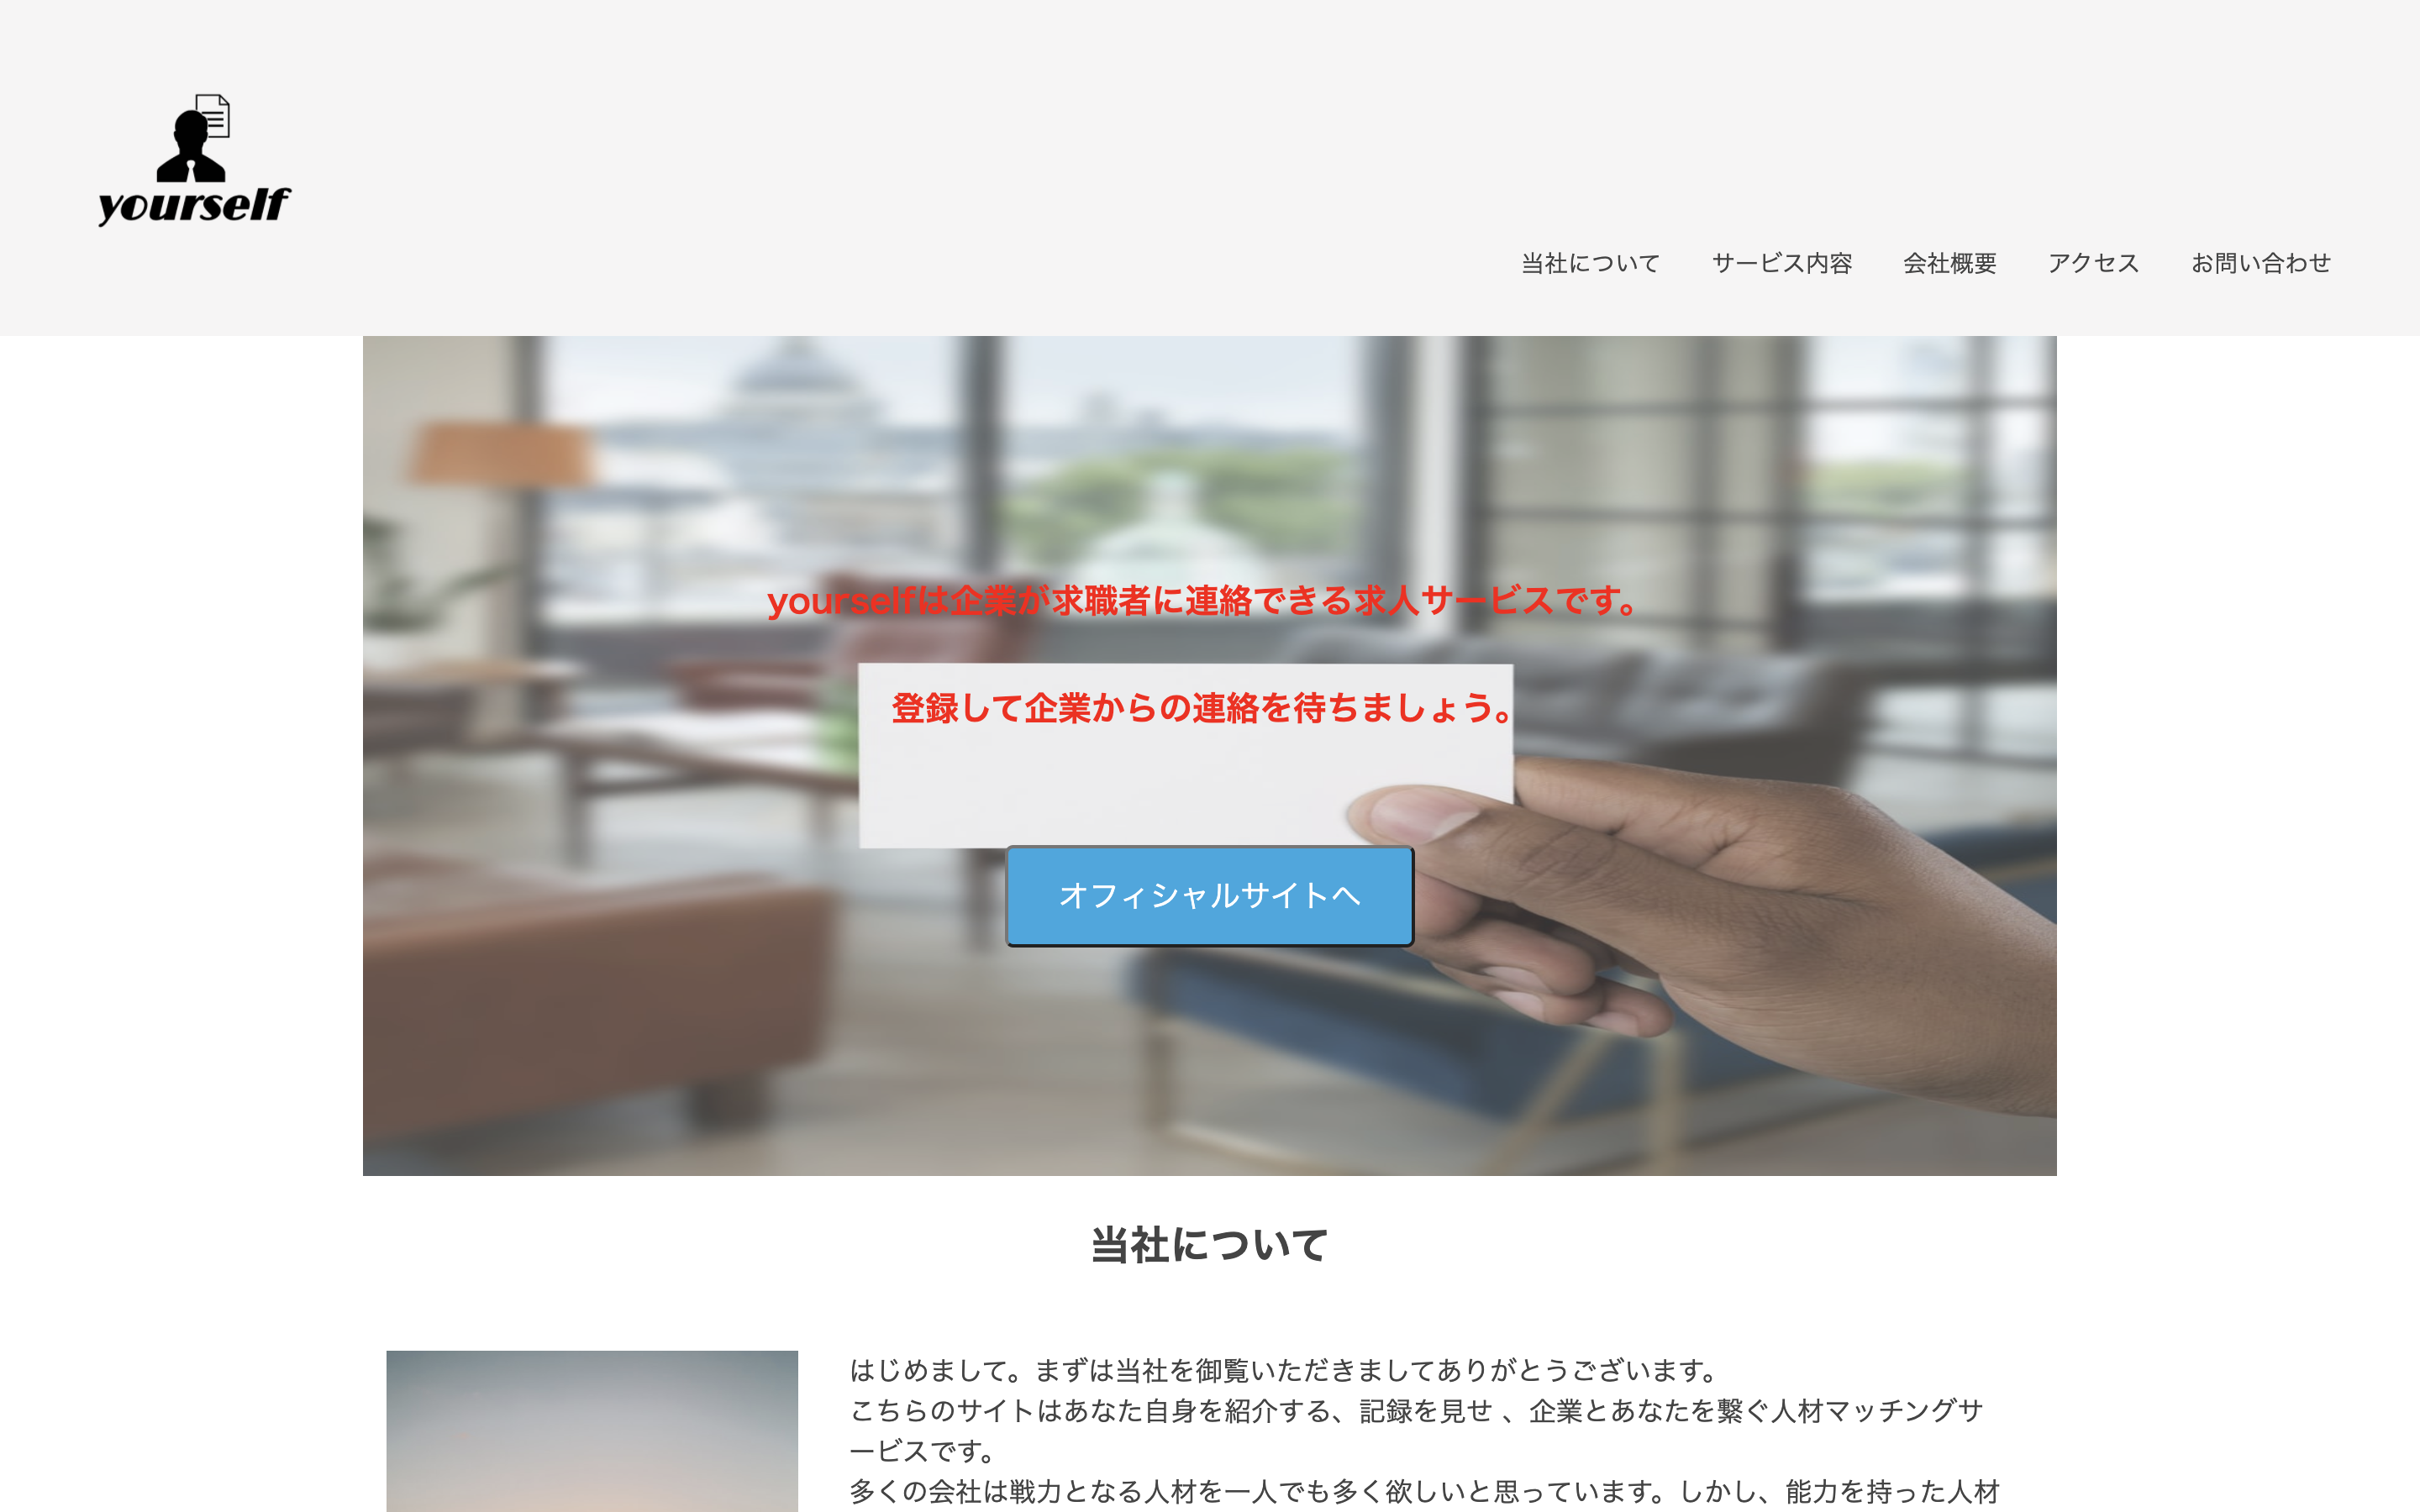 yourself
当社について サービス内容 会社概要 アクセス お問い合わせ
yourselfは企業が求職者に連絡できる求人サービスです。
登録して企業からの連絡を待ちましょう。
オフィシャルサイトへ
当社について
はじめまして。まずは当社を御覧いただきましてありがとうございます。
こちらのサイトはあなた自身を紹介する、記録を見せ 、企業とあなたを繋ぐ人材マッチングサ
ービスです。
多くの会社は戦力となる人材を一人でも多く欲しいと思っています。しかし、能力を持った人材